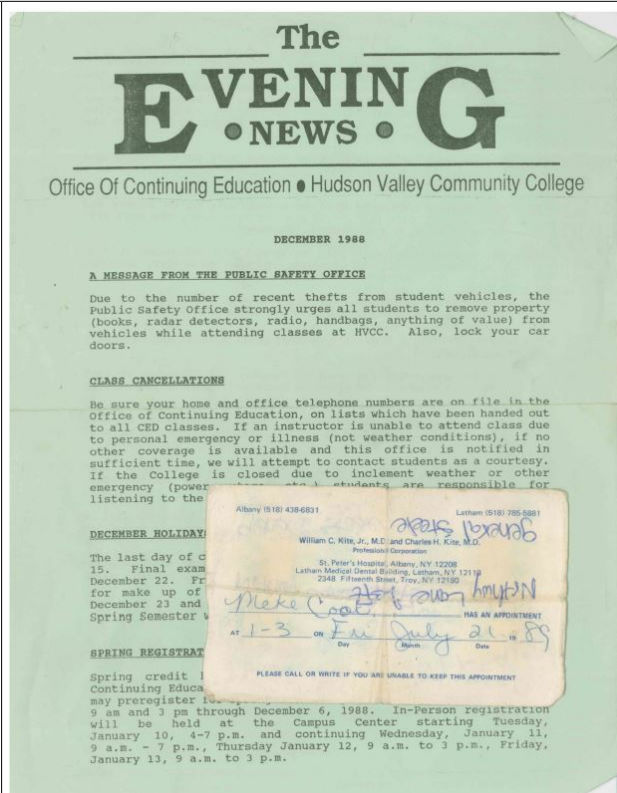 The
EVENING
• NEWS •
Office Of Continuing Education • Hudson Valley Community College
DECEMBER 1988
A MESSAGE FROM THE PUBLIC SAFETY OFFICE
Due to the number of recent thefts from student vehicles, the
Public Safety Office strongly urges all students to remove property
(books, radar detectors, radio, handbags, anything of value) from
vehicles while attending classes at HVCC. Also, lock your car
doors.
CLASS CANCELLATIONS
Be sure your home and office telephone numbers are on file in the
Office of Continuing Education, on lists which have been handed out
to all CED classes. If an instructor is unable to attend class due
to personal emergency or illness (not weather conditions), if no
other coverage is available and this office is notified in
sufficient time, we will attempt to contact students as a courtesy.
If the College is closed due to inclement weather or other
emergency (power etc.) students are responsible for
listening to the
DECEMBER HOLIDAY
The last day of c
15. Final exam
December 22. Fr
for make up of
December 23 and
Spring Semester w
SPRING REGISTRAT
Spring credit
Continuing Educa
may preregister
9 am and 3 pm through December 6, 1988. In-Person registration
will be held at the Campus Center starting Tuesday,
January 10, 4-7 p.m. and continuing Wednesday, January 11,
9 a.m. - 7 p.m., Thursday January 12, 9 a.m. to 3 p.m., Friday,
January 13, 9 a.m. to 3 p.m.
Albany (518) 438-6831 Latham (518) 785-5881
general
William C. Kite, Jr., M.D. and Charles H. Kite, M.D.
Professional Corporation
St. Peter's Hospital, Albany, NY 12208
Latham Medical Dental Building, Latham, NY 12110
2348 Fifteenth Street, Troy, NY 12180
Lane left
HAS AN APPOINTMENT
AT 1-3 ON Fri July 21 19 89
Day Month Date
PLEASE CALL OR WRITE IF YOU ARE UNABLE TO KEEP THIS APPOINTMENT